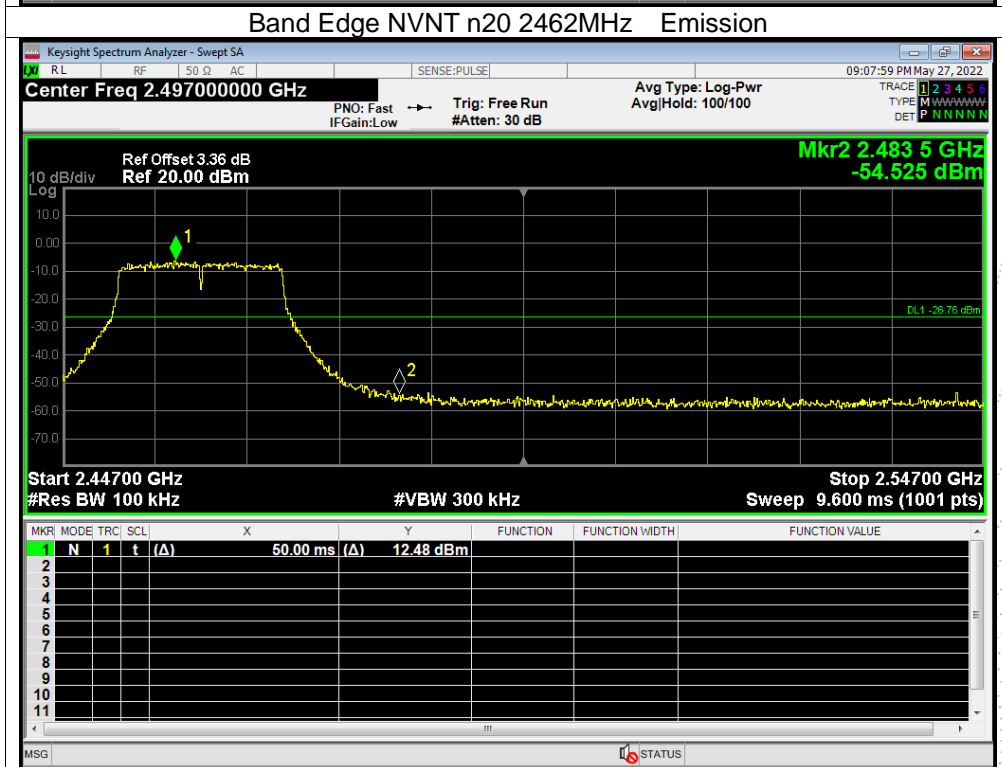 Band Edge NVNT n20 2462MHz Emission
Keysight Spectrum Analyzer - Swept SA
LXI RL RF 50 Ω AC SENSE:PULSE 09:07:59 PM May 27, 2022
Center Freq 2.497000000 GHz
PNO: Fast
IFGain:Low
Trig: Free Run
#Atten: 30 dB
Avg Type: Log-Pwr
Avg|Hold: 100/100
TRACE 1 2 3 4 5 6
TYPE M WWWWW
DET P N N N N N
Mkr2 2.483 5 GHz
-54.525 dBm
Ref Offset 3.36 dB
10 dB/div Ref 20.00 dBm
Log
10.0
0.00
-10.0
-20.0
-30.0
-40.0
-50.0
-60.0
-70.0
1
2
DL1 -26.76 dBm
Start 2.44700 GHz Stop 2.54700 GHz
#Res BW 100 kHz #VBW 300 kHz Sweep 9.600 ms (1001 pts)
MKR MODE TRC SCL X Y FUNCTION FUNCTION WIDTH FUNCTION VALUE
1 N 1 t (Δ) 50.00 ms (Δ) 12.48 dBm
2
3
4
5
6
7
8
9
10
11
MSG STATUS